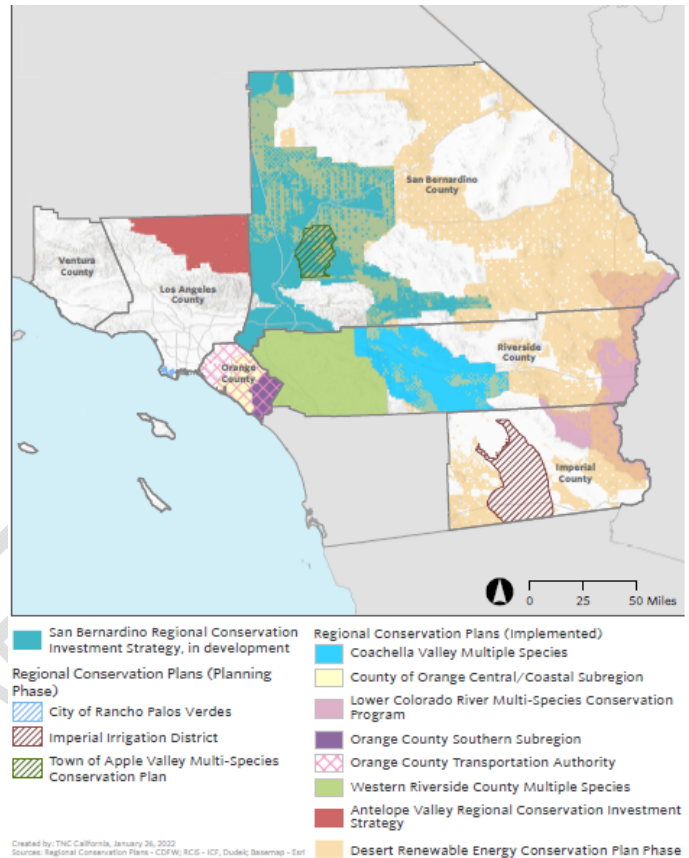 San Bernardino
County
Ventura
County
Los Angeles
County
Riverside
County
Orange
County
Imperial
County
0 25 50 Miles
San Bernardino Regional Conservation
Investment Strategy, in development
Regional Conservation Plans (Planning
Phase)
City of Rancho Palos Verdes
Imperial Irrigation District
Town of Apple Valley Multi-Species
Conservation Plan
Regional Conservation Plans (Implemented)
Coachella Valley Multiple Species
County of Orange Central/Coastal Subregion
Lower Colorado River Multi-Species Conservation
Program
Orange County Southern Subregion
Orange County Transportation Authority
Western Riverside County Multiple Species
Antelope Valley Regional Conservation Investment
Strategy
Desert Renewable Energy Conservation Plan Phase
Created by: TNC California, January 26, 2022
Sources: Regional Conservation Plans - CDFW; RCIS - ICF, Dudek; Basemap - Esri